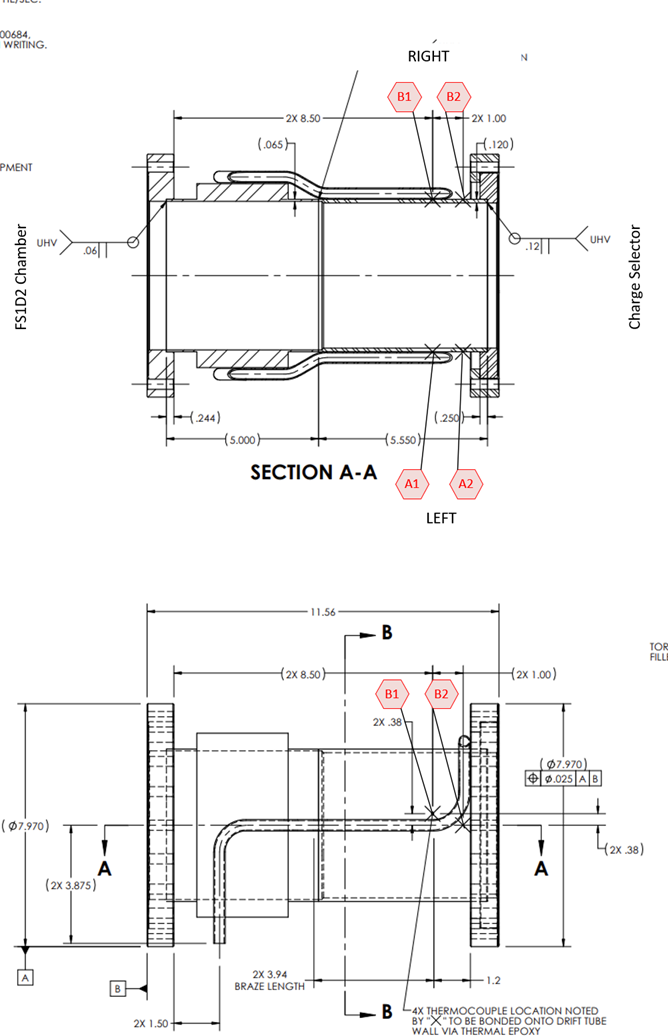 00684,
WRITING.
PMENT
RIGHT
N
B1
B2
2X 8.50
2X 1.00
(.065)
(.120)
UHV
.06
.12
UHV
FS1D2 Chamber
Charge Selector
(.244)
(.250)
(5.000)
(5.550)
SECTION A-A
A1
A2
LEFT
11.56
B
(2X 8.50)
(2X 1.00)
TOR
FILL
B1
B2
2X .38
(Ø7.970)
Ø.025 A B
(Ø7.970)
A
A
(2X .38)
(2X 3.875)
A
B
2X 3.94
BRAZE LENGTH
1.2
2X 1.50
B
4X THERMOCOUPLE LOCATION NOTED
BY "X" TO BE BONDED ONTO DRIFT TUBE
WALL VIA THERMAL EPOXY